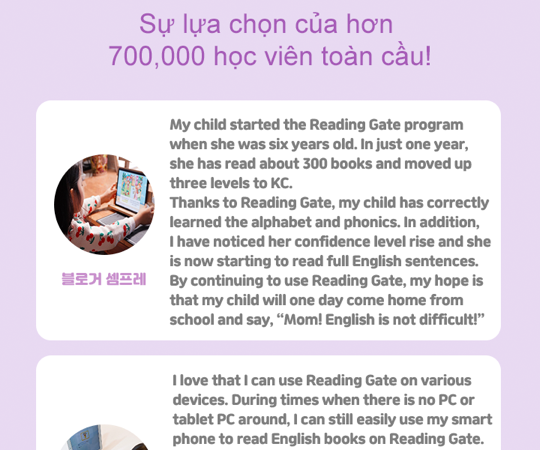 Sự lựa chọn của hơn
700,000 học viên toàn cầu!
My child started the Reading Gate program
when she was six years old. In just one year,
she has read about 300 books and moved up
three levels to KC.
Thanks to Reading Gate, my child has correctly
learned the alphabet and phonics. In addition,
I have noticed her confidence level rise and she
is now starting to read full English sentences.
By continuing to use Reading Gate, my hope is
that my child will one day come home from
school and say, “Mom! English is not difficult!”
블로거 셈프레
I love that I can use Reading Gate on various
devices. During times when there is no PC or
tablet PC around, I can still easily use my smart
phone to read English books on Reading Gate.